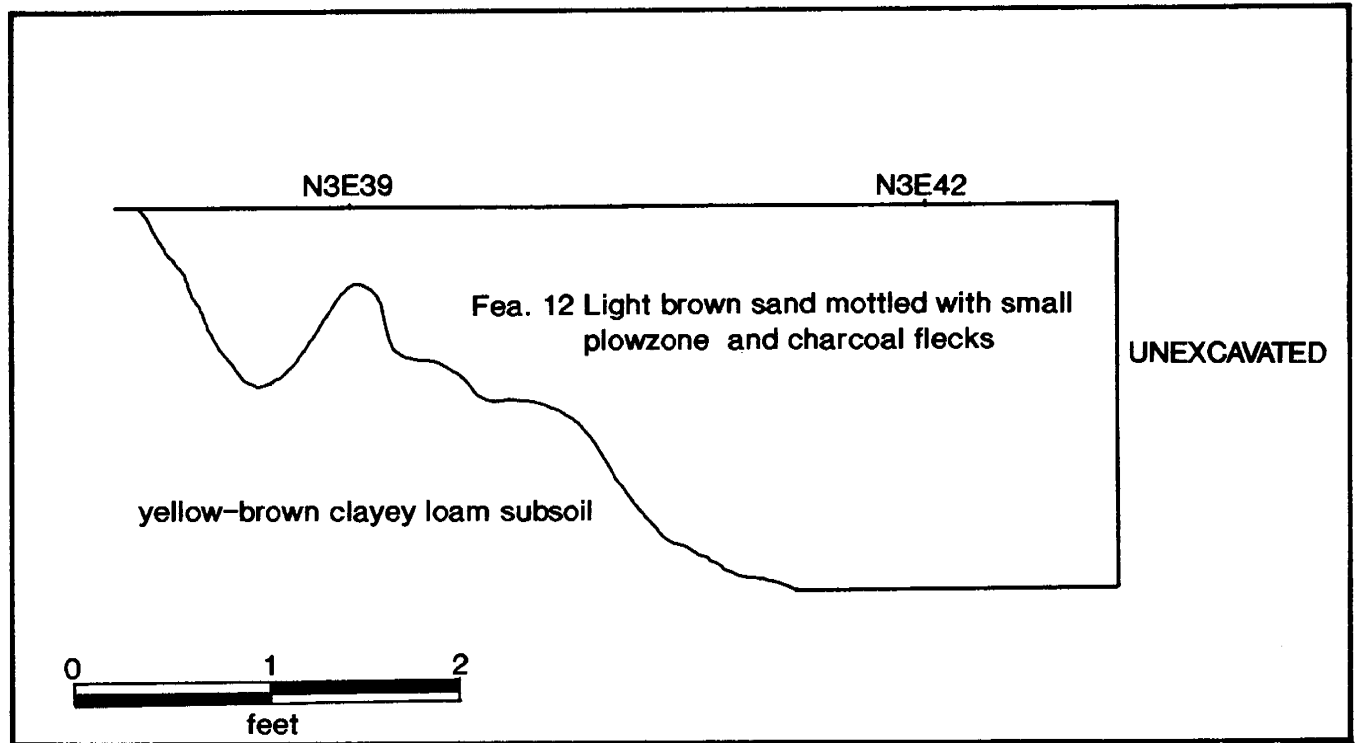 N3E39 N3E42
Fea. 12 Light brown sand mottled with small
plowzone and charcoal flecks
UNEXCAVATED
yellow-brown clayey loam subsoil
0 1 2
feet